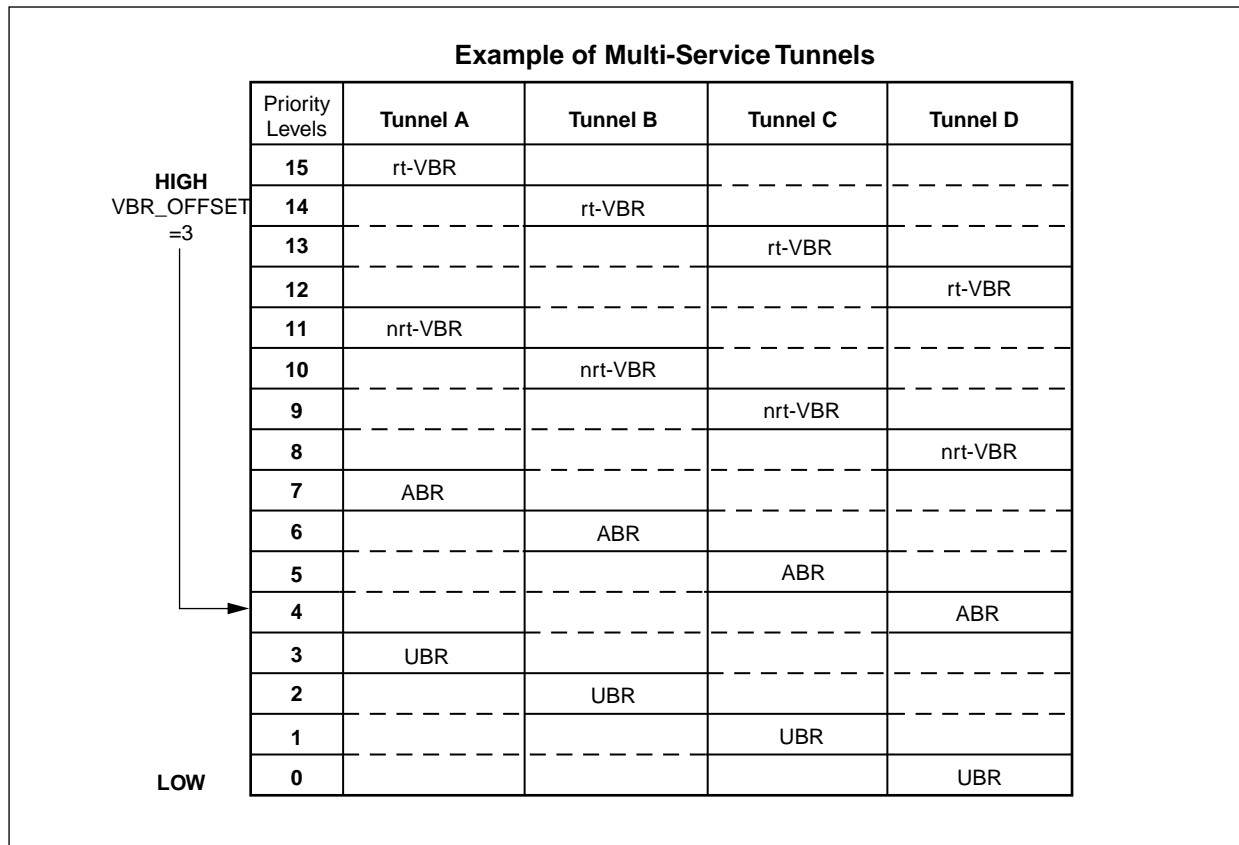 Example of Multi-Service Tunnels
Priority
Levels
Tunnel A
Tunnel B
Tunnel C
Tunnel D
HIGH
VBR_OFFSET
=3
15 rt-VBR
14 rt-VBR
13 rt-VBR
12 rt-VBR
11 nrt-VBR
10 nrt-VBR
9 nrt-VBR
8 nrt-VBR
7 ABR
6 ABR
5 ABR
4 ABR
3 UBR
2 UBR
1 UBR
LOW
0 UBR